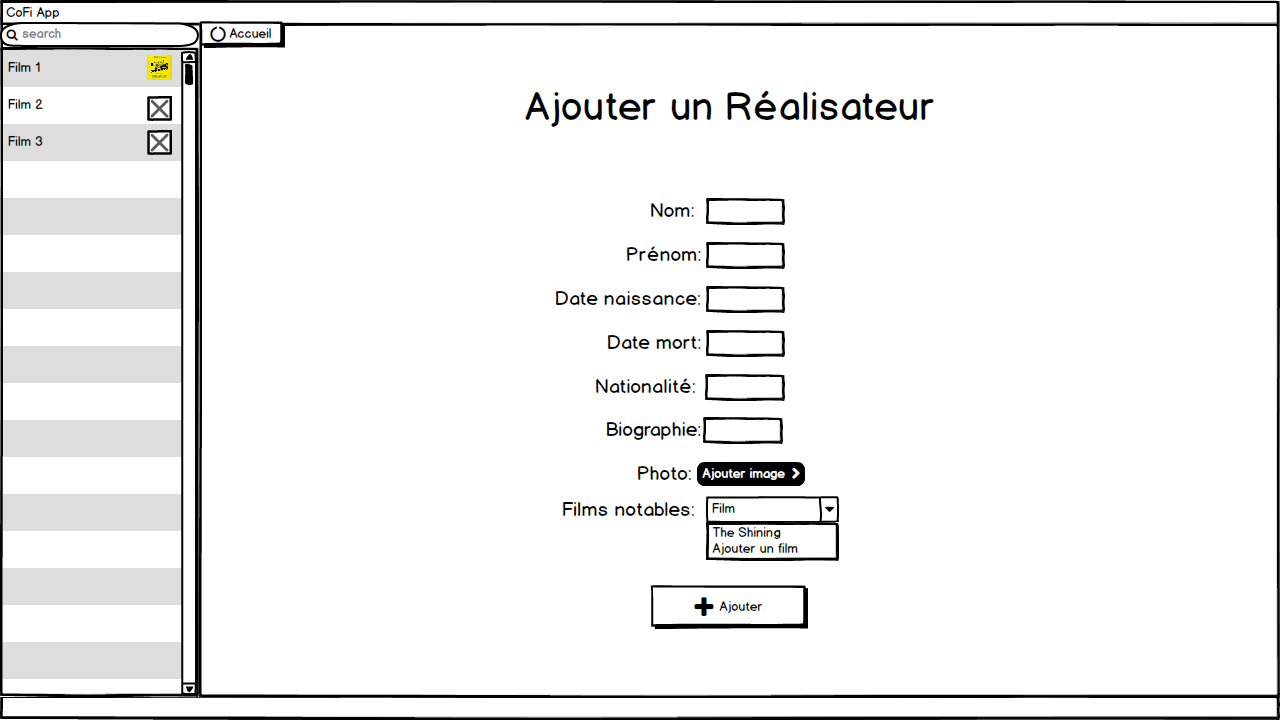 CoFi App
search
Accueil
Film 1
Film 2
Film 3
Ajouter un Réalisateur
Nom:
Prénom:
Date naissance:
Date mort:
Nationalité:
Biographie:
Photo: Ajouter image
Films notables: Film
The Shining
Ajouter un film
Ajouter